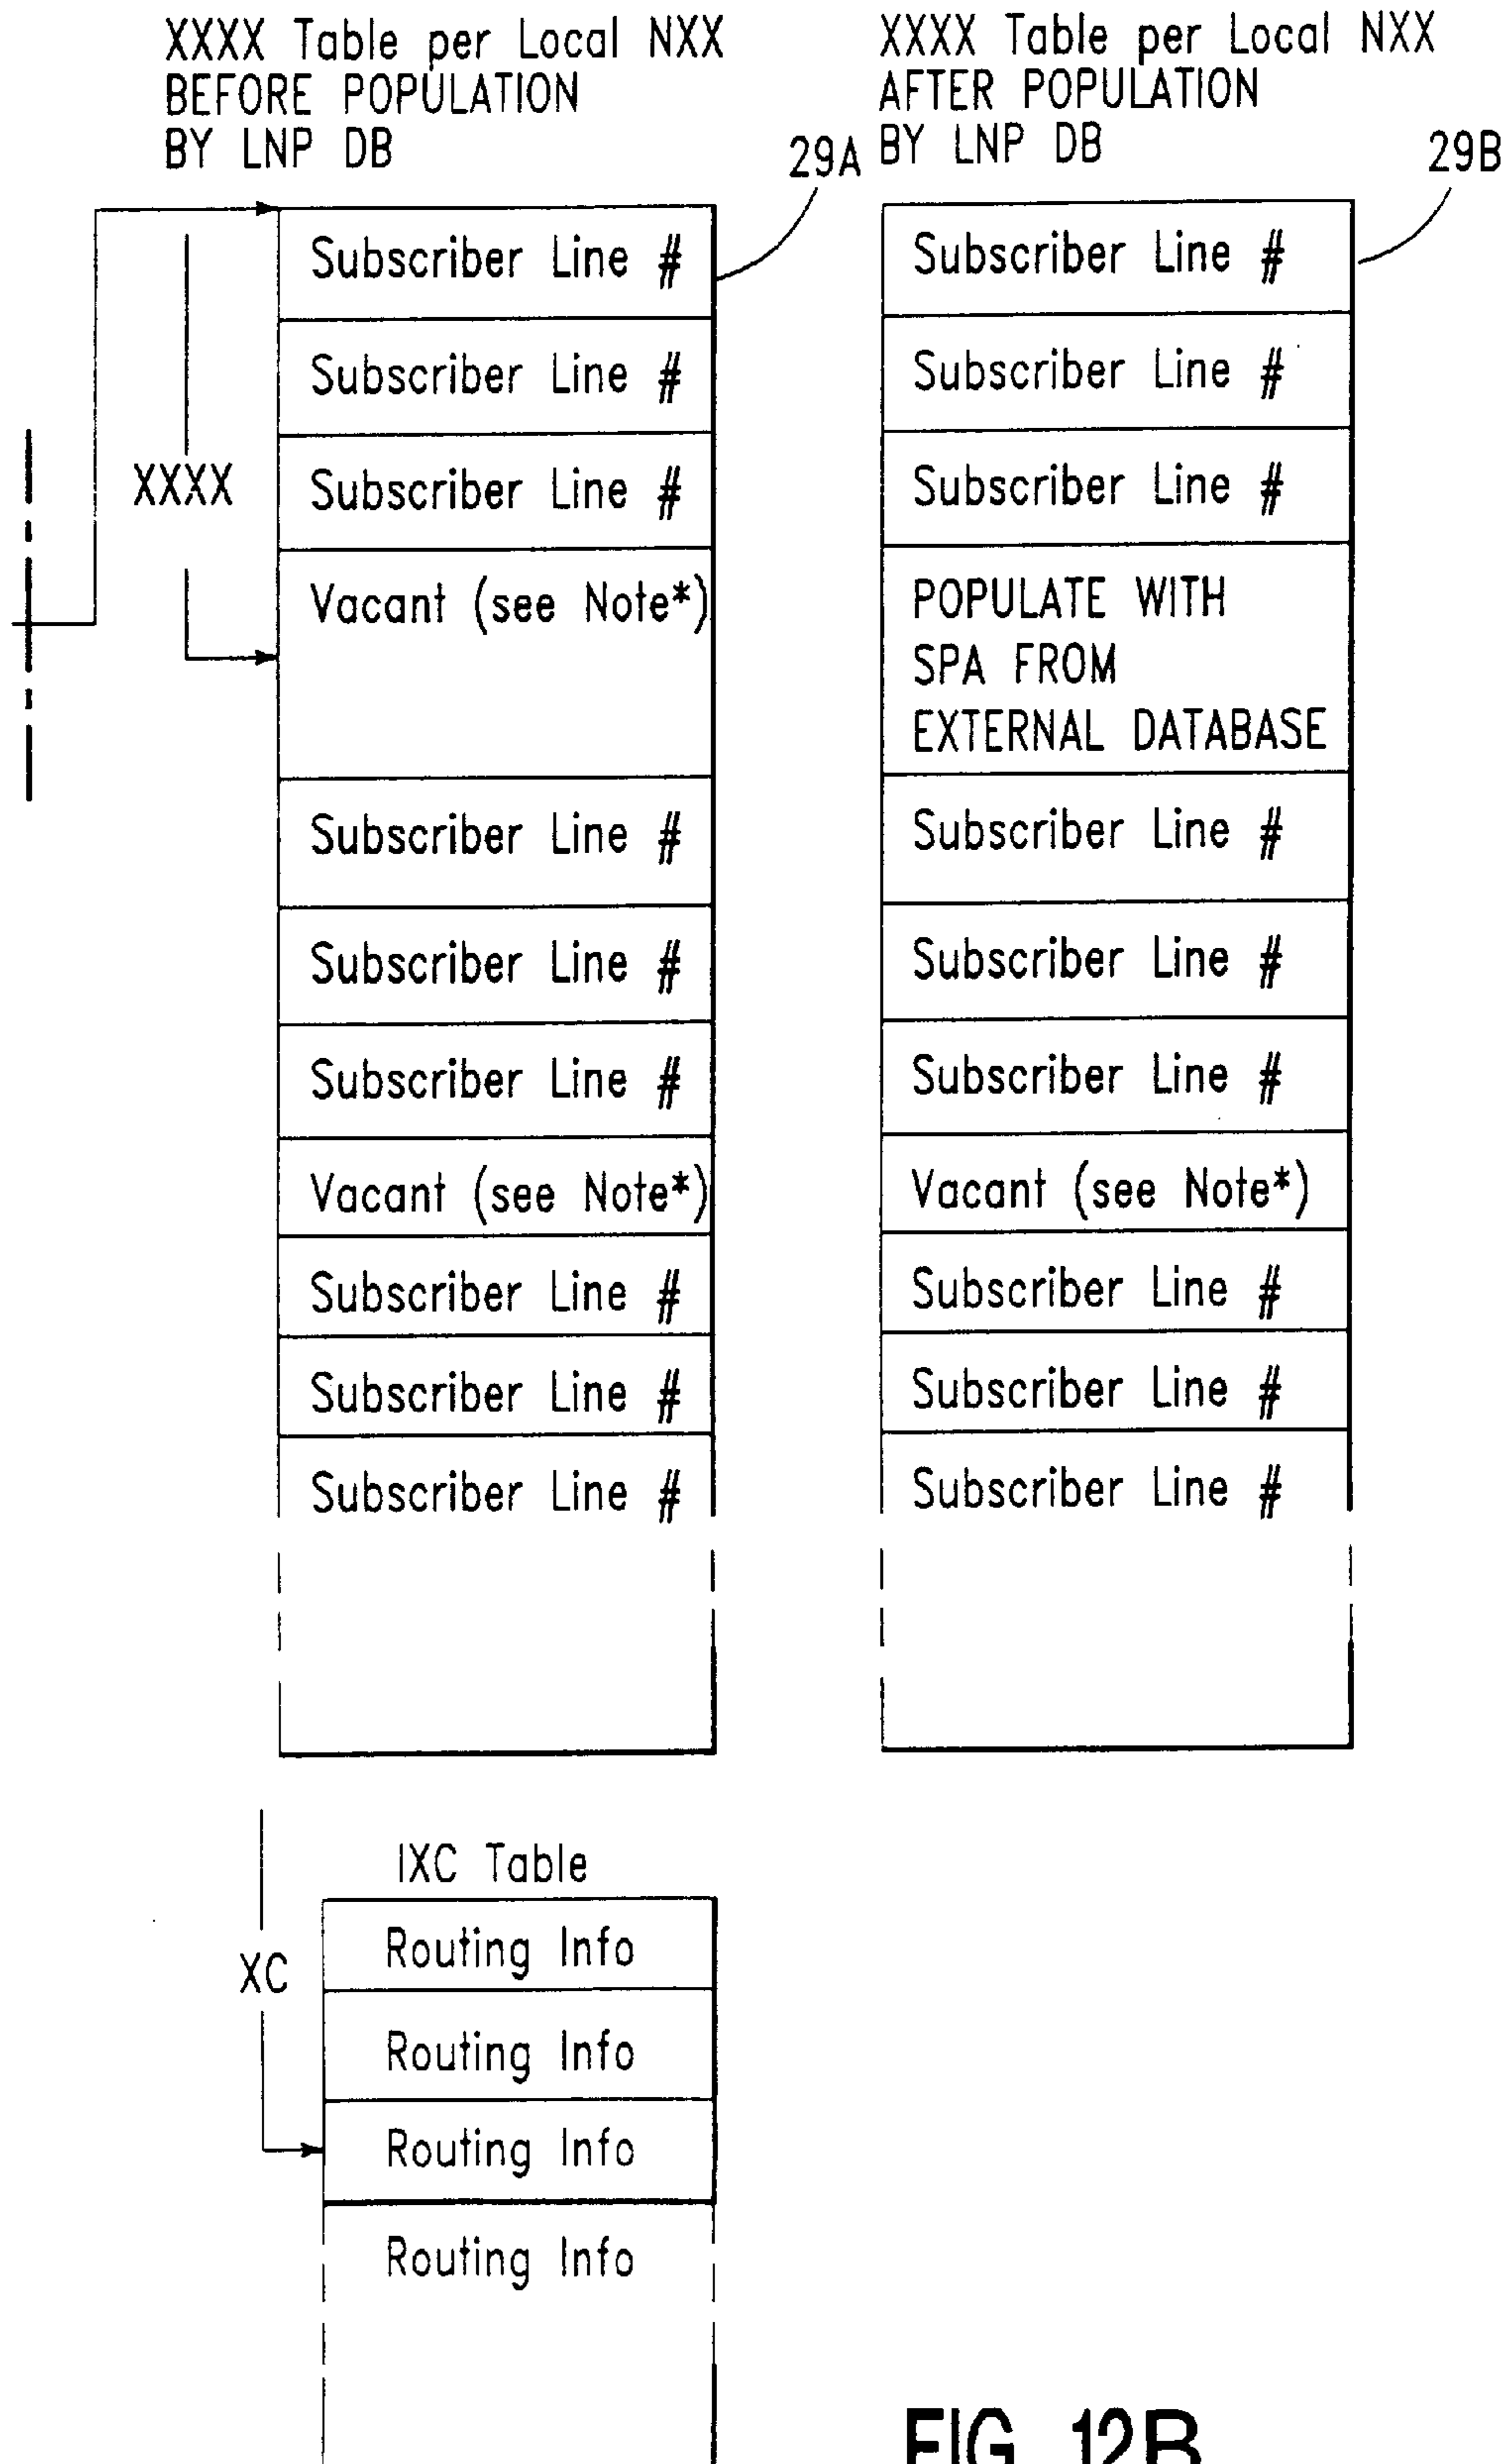 XXXX Table per Local NXX
BEFORE POPULATION
BY LNP DB
29A
XXXX Table per Local NXX
AFTER POPULATION
BY LNP DB
29B
XXXX
Subscriber Line #
Subscriber Line #
Subscriber Line #
Vacant (see Note*)
Subscriber Line #
Subscriber Line #
Subscriber Line #
Vacant (see Note*)
Subscriber Line #
Subscriber Line #
Subscriber Line #
Subscriber Line #
Subscriber Line #
Subscriber Line #
POPULATE WITH
SPA FROM
EXTERNAL DATABASE
Subscriber Line #
Subscriber Line #
Subscriber Line #
Vacant (see Note*)
Subscriber Line #
Subscriber Line #
Subscriber Line #
IXC Table
XC
Routing Info
Routing Info
Routing Info
Routing Info
FIG. 12B